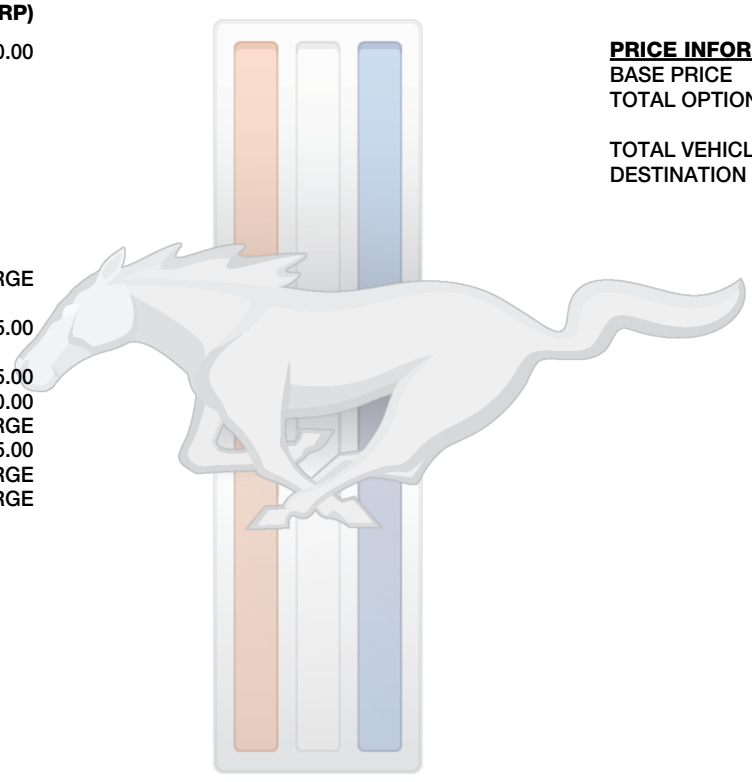 RP)
0.00
RGE
5.00
5.00
0.00
RGE
5.00
RGE
RGE
PRICE INFOR
BASE PRICE
TOTAL OPTION
TOTAL VEHICL
DESTINATION